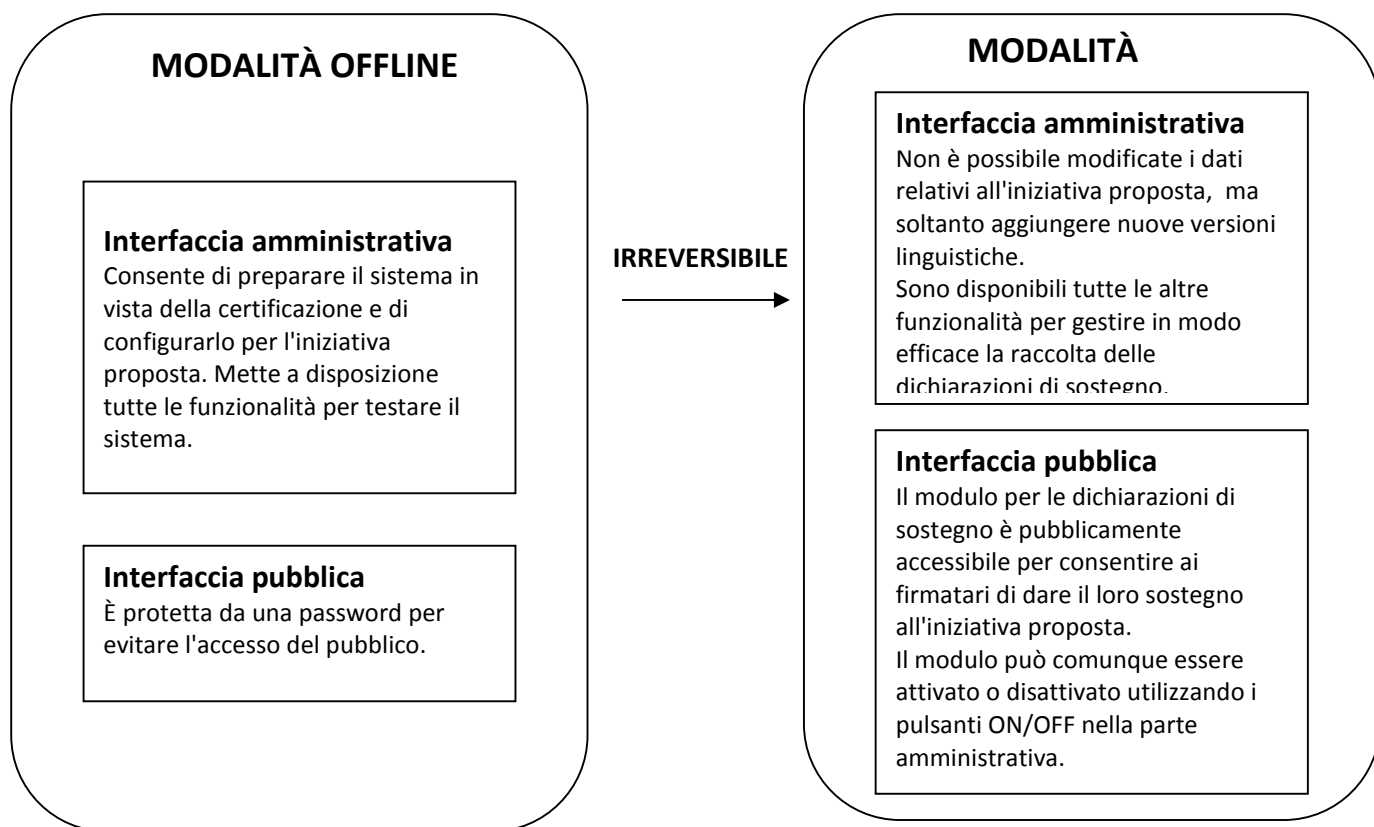 MODALITÀ OFFLINE
Interfaccia amministrativa
Consente di preparare il sistema in
vista della certificazione e di
configurarlo per l'iniziativa
proposta. Mette a disposizione
tutte le funzionalità per testare il
sistema.
Interfaccia pubblica
È protetta da una password per
evitare l'accesso del pubblico.
IRREVERSIBILE
MODALITÀ
Interfaccia amministrativa
Non è possibile modificate i dati
relativi all'iniziativa proposta, ma
soltanto aggiungere nuove versioni
linguistiche.
Sono disponibili tutte le altre
funzionalità per gestire in modo
efficace la raccolta delle
dichiarazioni di sostegno.
Interfaccia pubblica
Il modulo per le dichiarazioni di
sostegno è pubblicamente
accessibile per consentire ai
firmatari di dare il loro sostegno
all'iniziativa proposta.
Il modulo può comunque essere
attivato o disattivato utilizzando i
pulsanti ON/OFF nella parte
amministrativa.